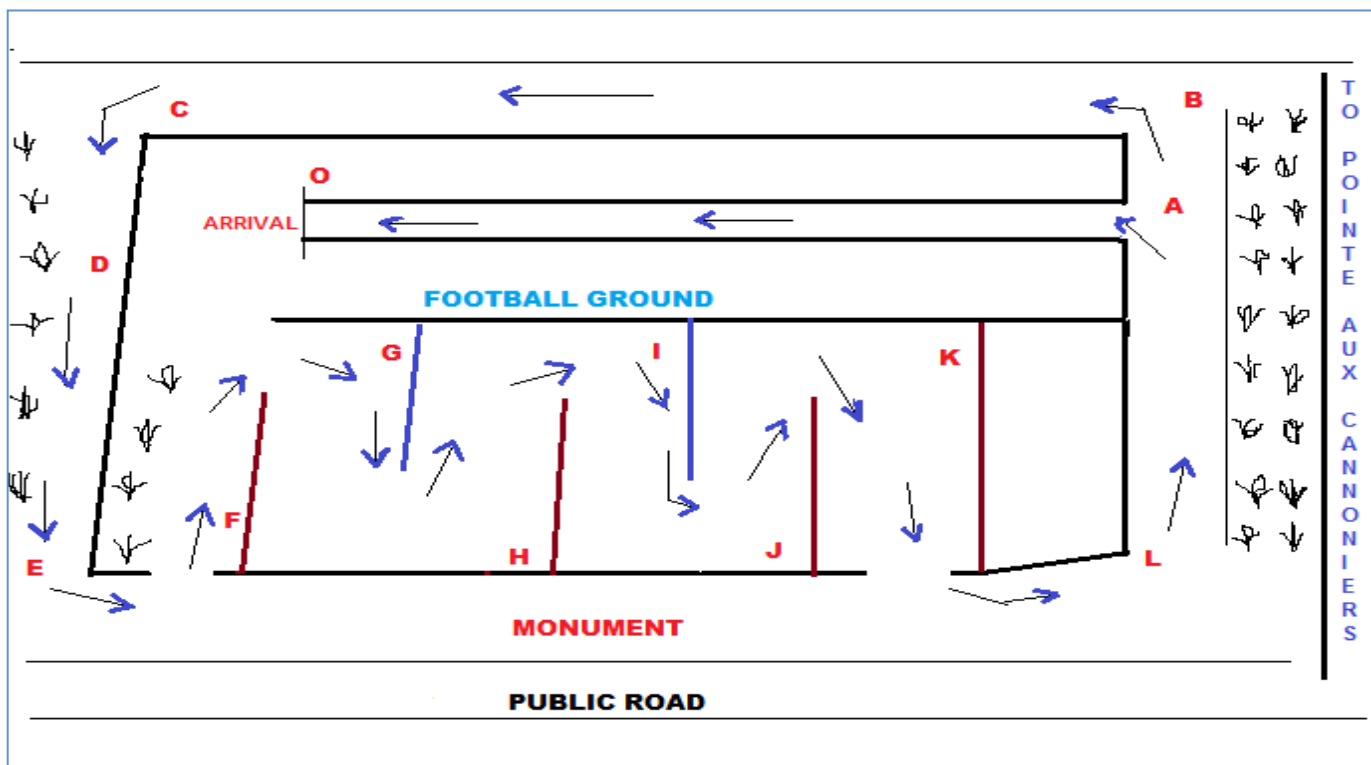 C
B
O
A
ARRIVAL
D
FOOTBALL GROUND
G
I
K
F
H
J
E
L
MONUMENT
PUBLIC ROAD
TO POINTE AUX CANNONIERS